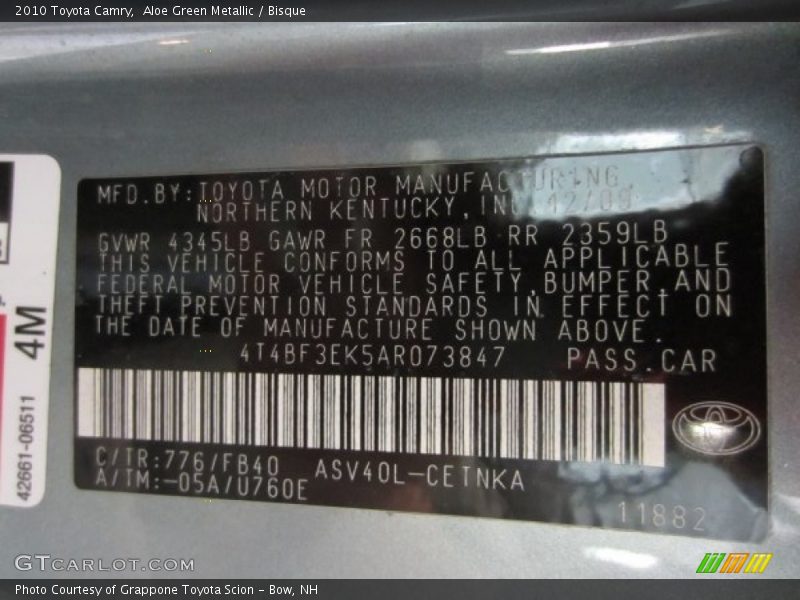 2010 Toyota Camry,  Aloe Green Metallic / Bisque
MFD.BY:TOYOTA MOTOR MANUFACTURING
NORTHERN KENTUCKY,INC. 12/09
GVWR 4345LB GAWR FR 2668LB RR 2359LB
THIS VEHICLE CONFORMS TO ALL APPLICABLE
FEDERAL MOTOR VEHICLE SAFETY,BUMPER,AND
THEFT PREVENTION STANDARDS IN EFFECT ON
THE DATE OF MANUFACTURE SHOWN ABOVE.
4T4BF3EK5AR073847 PASS.CAR
C/TR:776/FB40 ASV40L-CETNKA
A/TM:-05A/U760E
11882
4M
42661-06511
GTCARLOT.COM
Photo Courtesy of Grappone Toyota Scion - Bow, NH